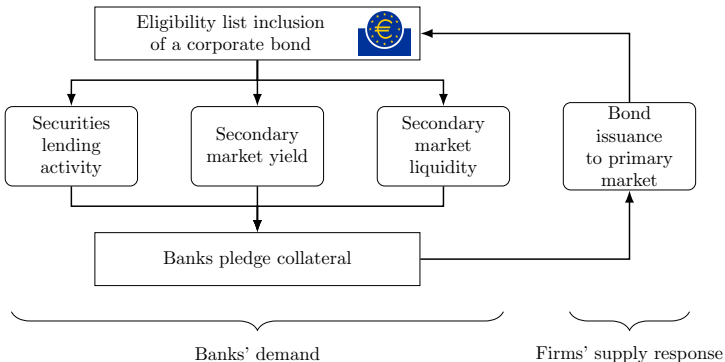 Eligibility list inclusion
of a corporate bond
€
Securities
lending
activity
Secondary
market yield
Secondary
market
liquidity
Bond
issuance
to primary
market
Banks pledge collateral
Banks’ demand
Firms’ supply response